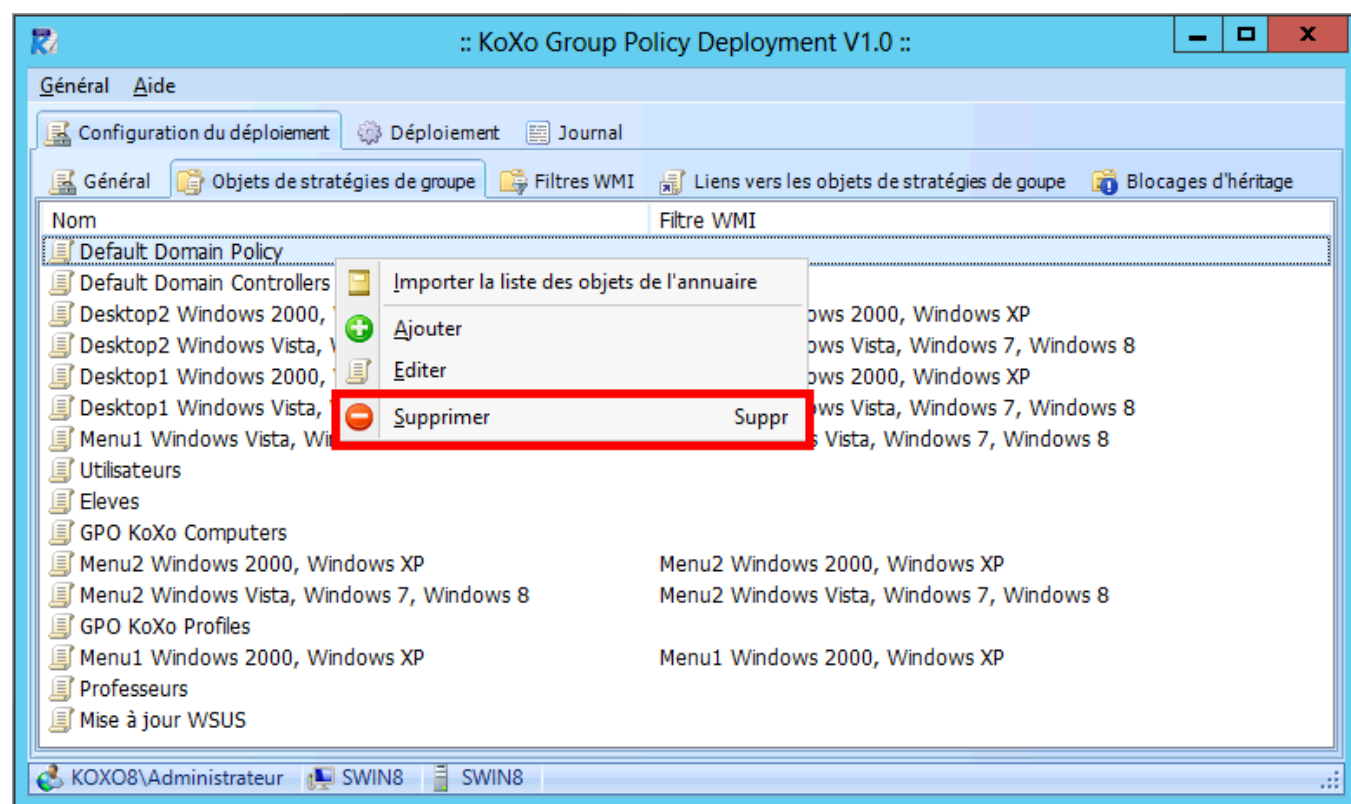 :: KoXo Group Policy Deployment V1.0 ::
Général Aide
Configuration du déploiement Déploiement Journal
Général Objets de stratégies de groupe Filtres WMI Liens vers les objets de stratégies de goupe Blocages d'héritage
Nom Filtre WMI
Default Domain Policy
Importer la liste des objets de l'annuaire
Default Domain Controllers
Desktop2 Windows 2000, ows 2000, Windows XP
Ajouter
Desktop2 Windows Vista, ows Vista, Windows 7, Windows 8
Editer
Desktop1 Windows 2000, ows 2000, Windows XP
Desktop1 Windows Vista, ows Vista, Windows 7, Windows 8
Supprimer Suppr
Menu1 Windows Vista, Wi s Vista, Windows 7, Windows 8
Utilisateurs
Eleves
GPO KoXo Computers
Menu2 Windows 2000, Windows XP Menu2 Windows 2000, Windows XP
Menu2 Windows Vista, Windows 7, Windows 8 Menu2 Windows Vista, Windows 7, Windows 8
GPO KoXo Profiles
Menu1 Windows 2000, Windows XP Menu1 Windows 2000, Windows XP
Professeurs
Mise à jour WSUS
KOXO8\Administrateur SWIN8 SWIN8